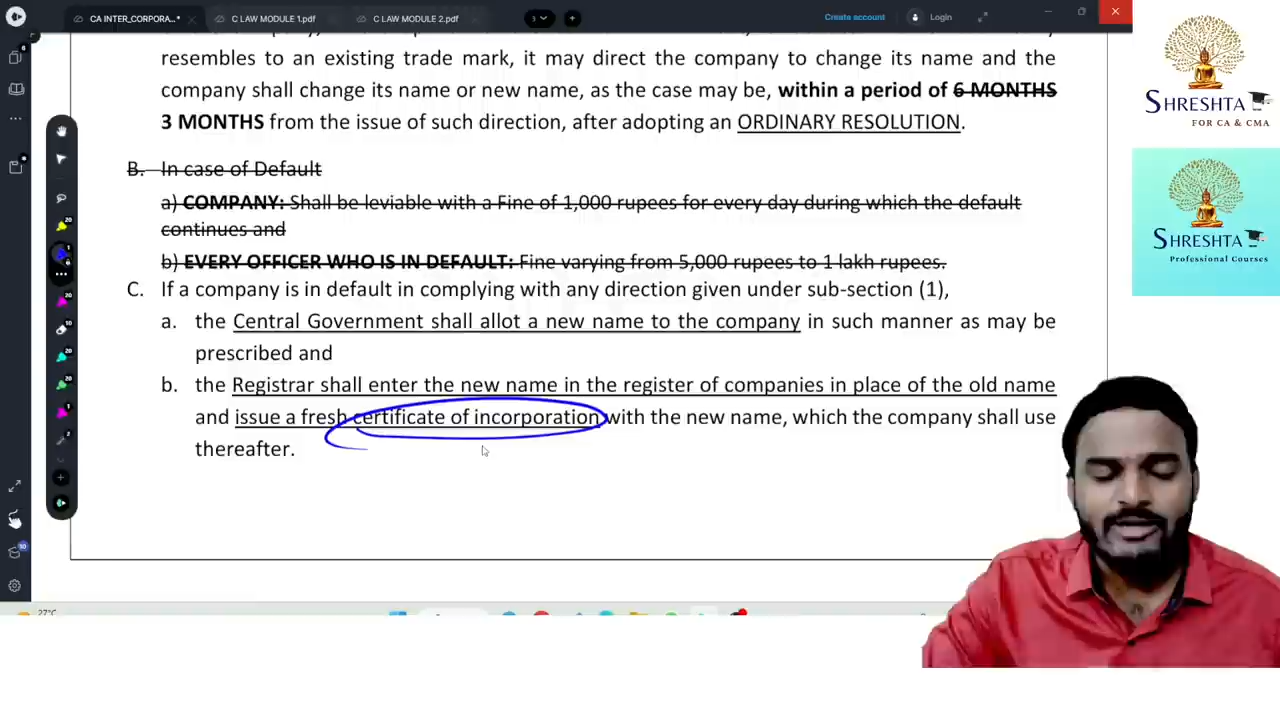 CA INTER_CORPORA...*
C LAW MODULE 1.pdf
C LAW MODULE 2.pdf
3
Create account
Login
resembles to an existing trade mark, it may direct the company to change its name and the
company shall change its name or new name, as the case may be, within a period of 6 MONTHS
3 MONTHS from the issue of such direction, after adopting an ORDINARY RESOLUTION.
B. In case of Default
a) COMPANY: Shall be leviable with a Fine of 1,000 rupees for every day during which the default
continues and
b) EVERY OFFICER WHO IS IN DEFAULT: Fine varying from 5,000 rupees to 1 lakh rupees.
C. If a company is in default in complying with any direction given under sub-section (1),
a. the Central Government shall allot a new name to the company in such manner as may be
prescribed and
b. the Registrar shall enter the new name in the register of companies in place of the old name
and issue a fresh certificate of incorporation with the new name, which the company shall use
thereafter.
SHRESHTA
FOR CA & CMA
SHRESHTA
Professional Courses
27°C